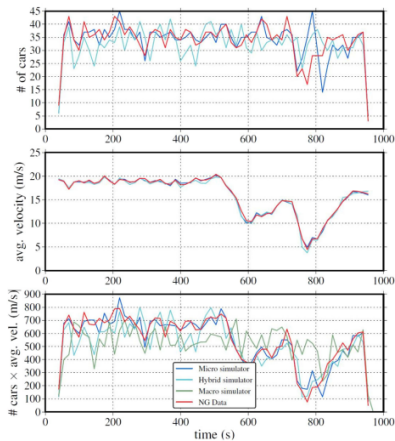 # of cars
45
40
35
30
25
20
15
10
5
0
0 200 400 600 800 1000
avg. velocity (m/s)
25
20
15
10
5
0
0 200 400 600 800 1000
# cars × avg. vel. (m/s)
900
800
700
600
500
400
300
200
100
0
0 200 400 600 800 1000
Micro simulator
Hybrid simulator
Macro simulator
NG Data
time (s)